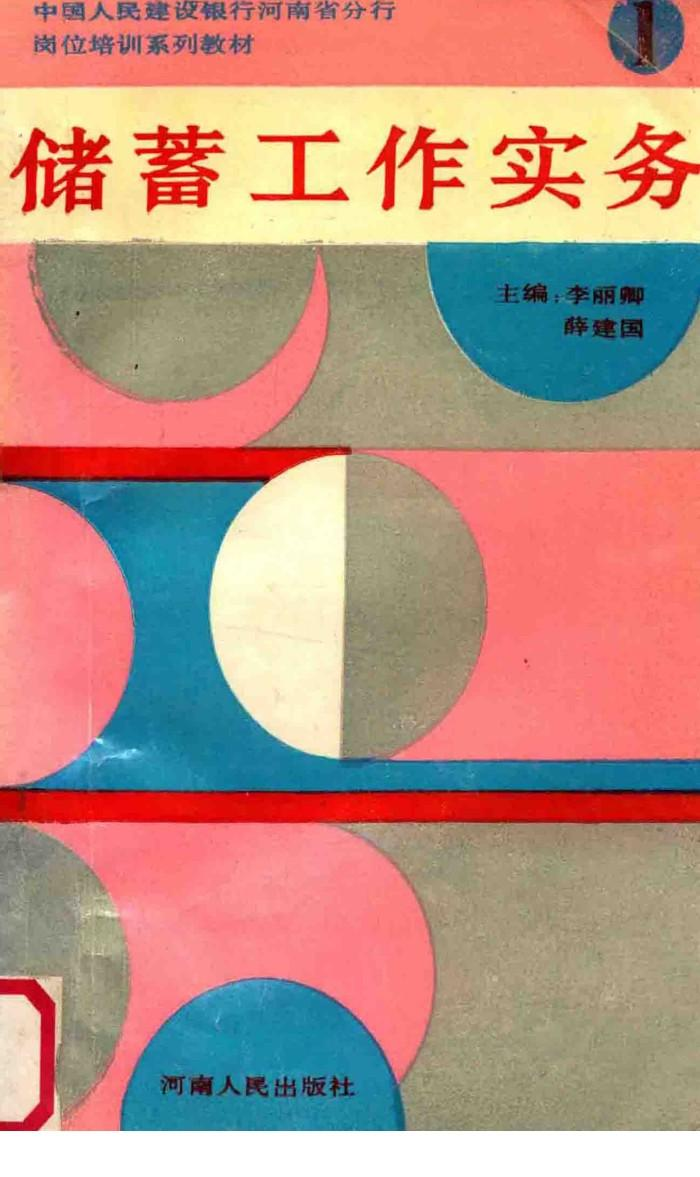 中国人民建设银行河南省分行
岗位培训系列教材
1
储蓄工作实务
主编：李丽卿
薛建国
河南人民出版社